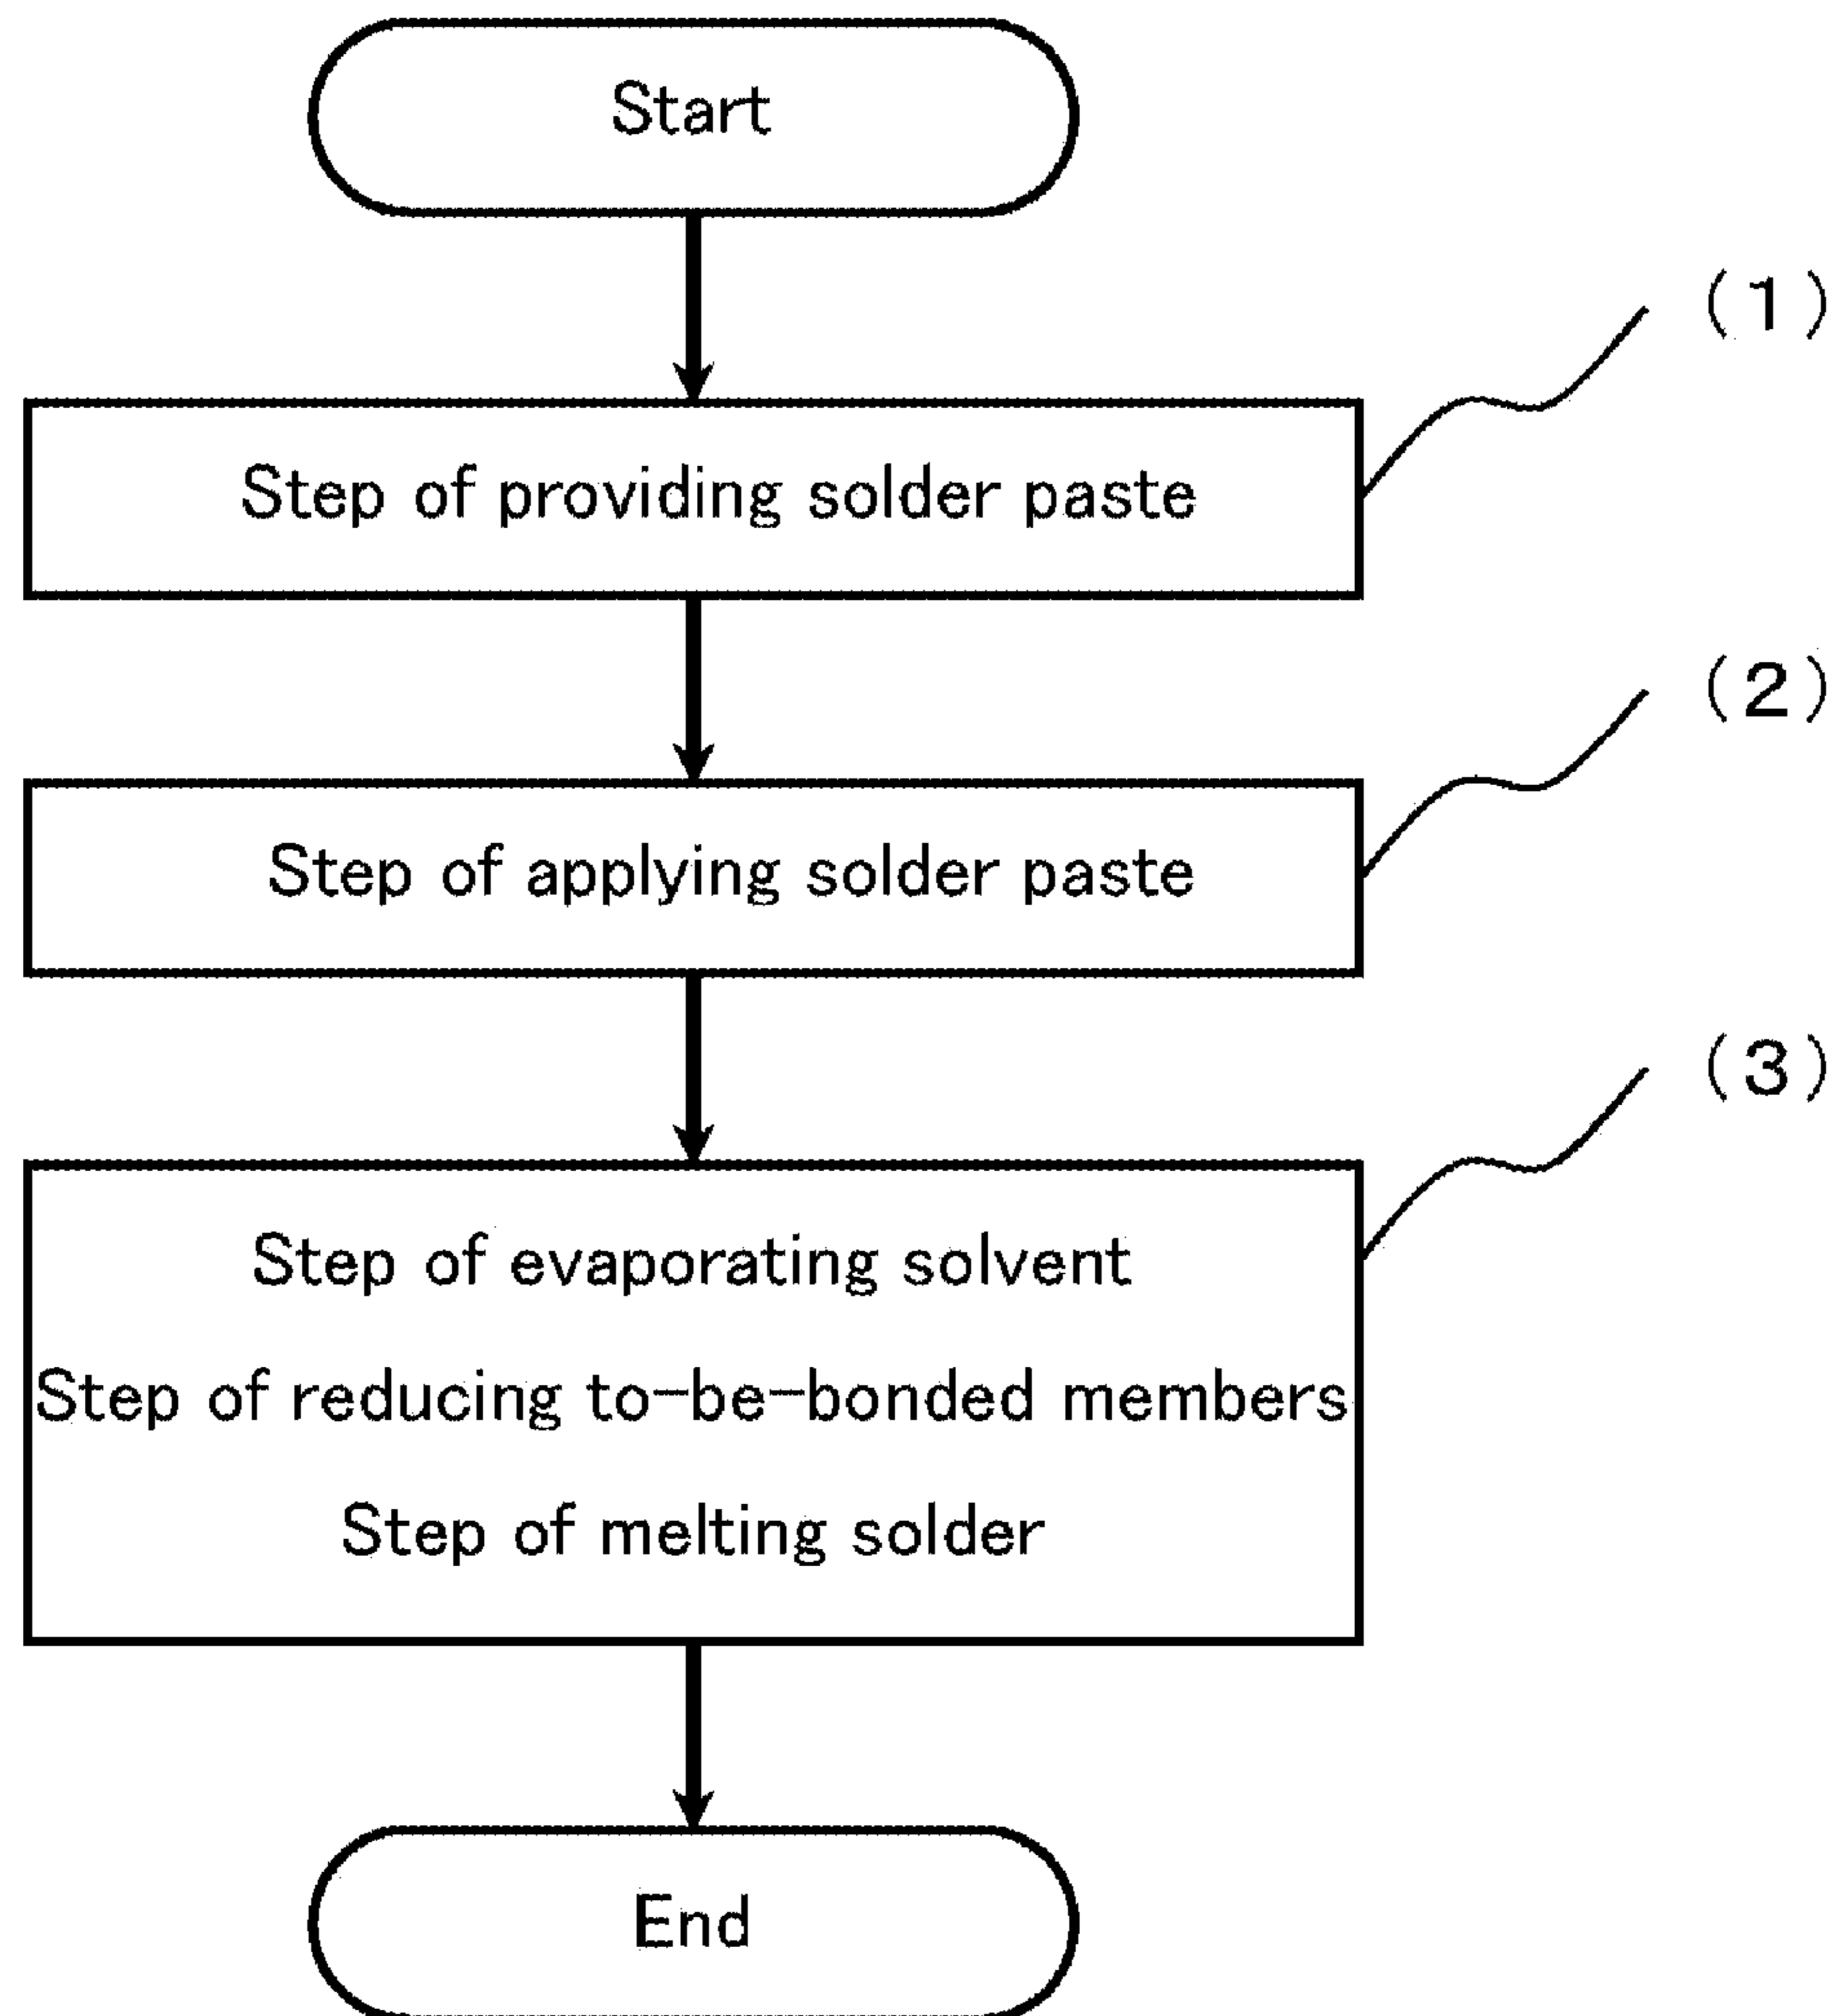 Start
(1)
Step of providing solder paste
(2)
Step of applying solder paste
(3)
Step of evaporating solvent
Step of reducing to-be-bonded members
Step of melting solder
End